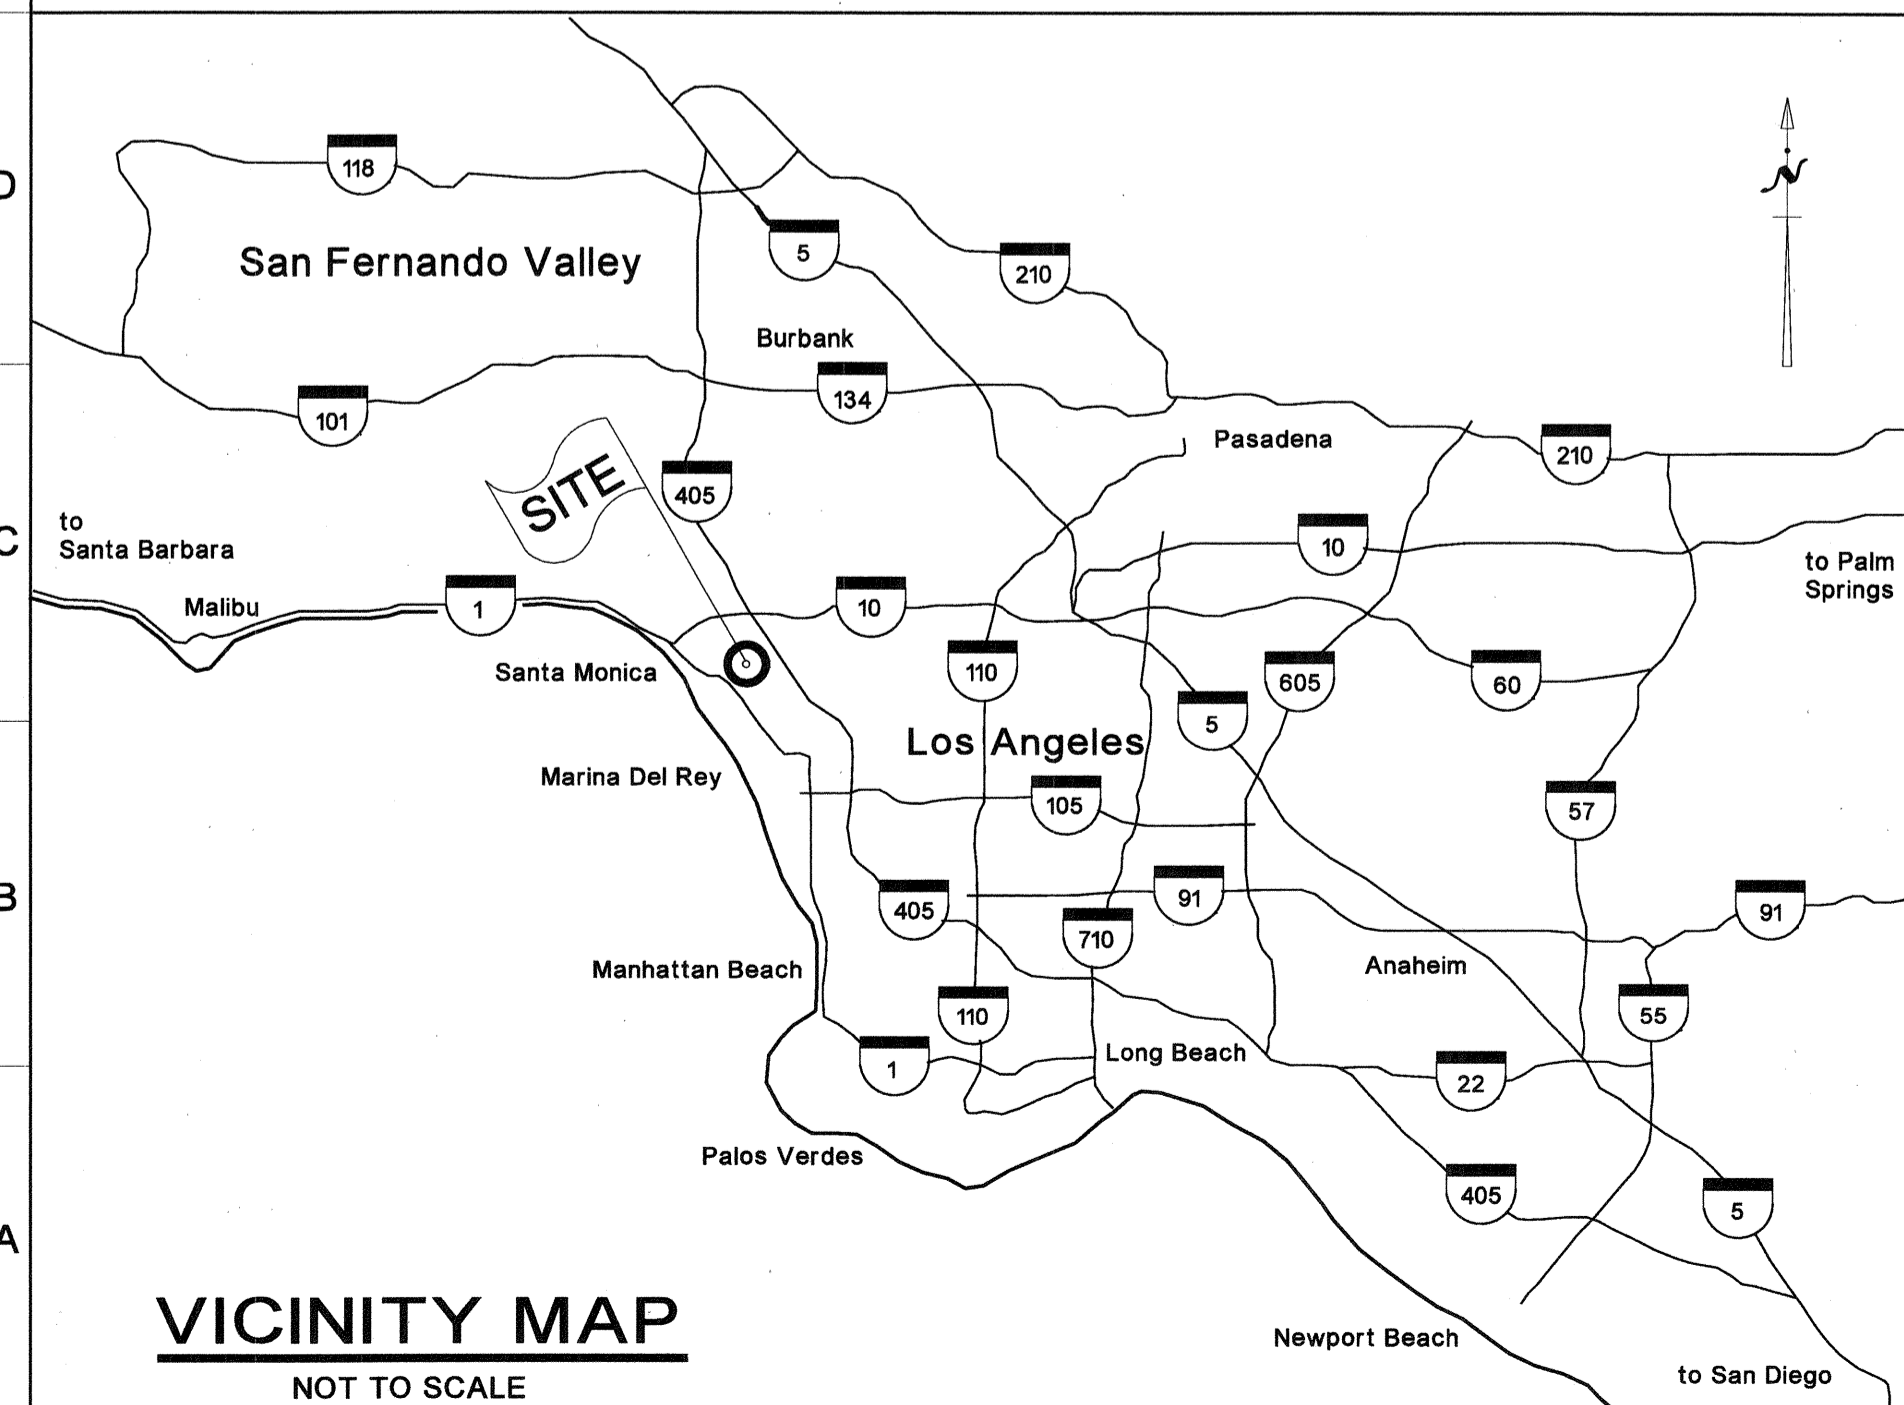 D
118
San Fernando Valley
5
210
Burbank
134
101
Pasadena
210
SITE
405
C
to
Santa Barbara
10
to Palm
Springs
Malibu
1
10
Santa Monica
110
605
60
5
Los Angeles
Marina Del Rey
105
57
B
405
91
91
710
Manhattan Beach
Anaheim
110
55
1
Long Beach
22
Palos Verdes
405
5
A
VICINITY MAP
NOT TO SCALE
Newport Beach
to San Diego
N